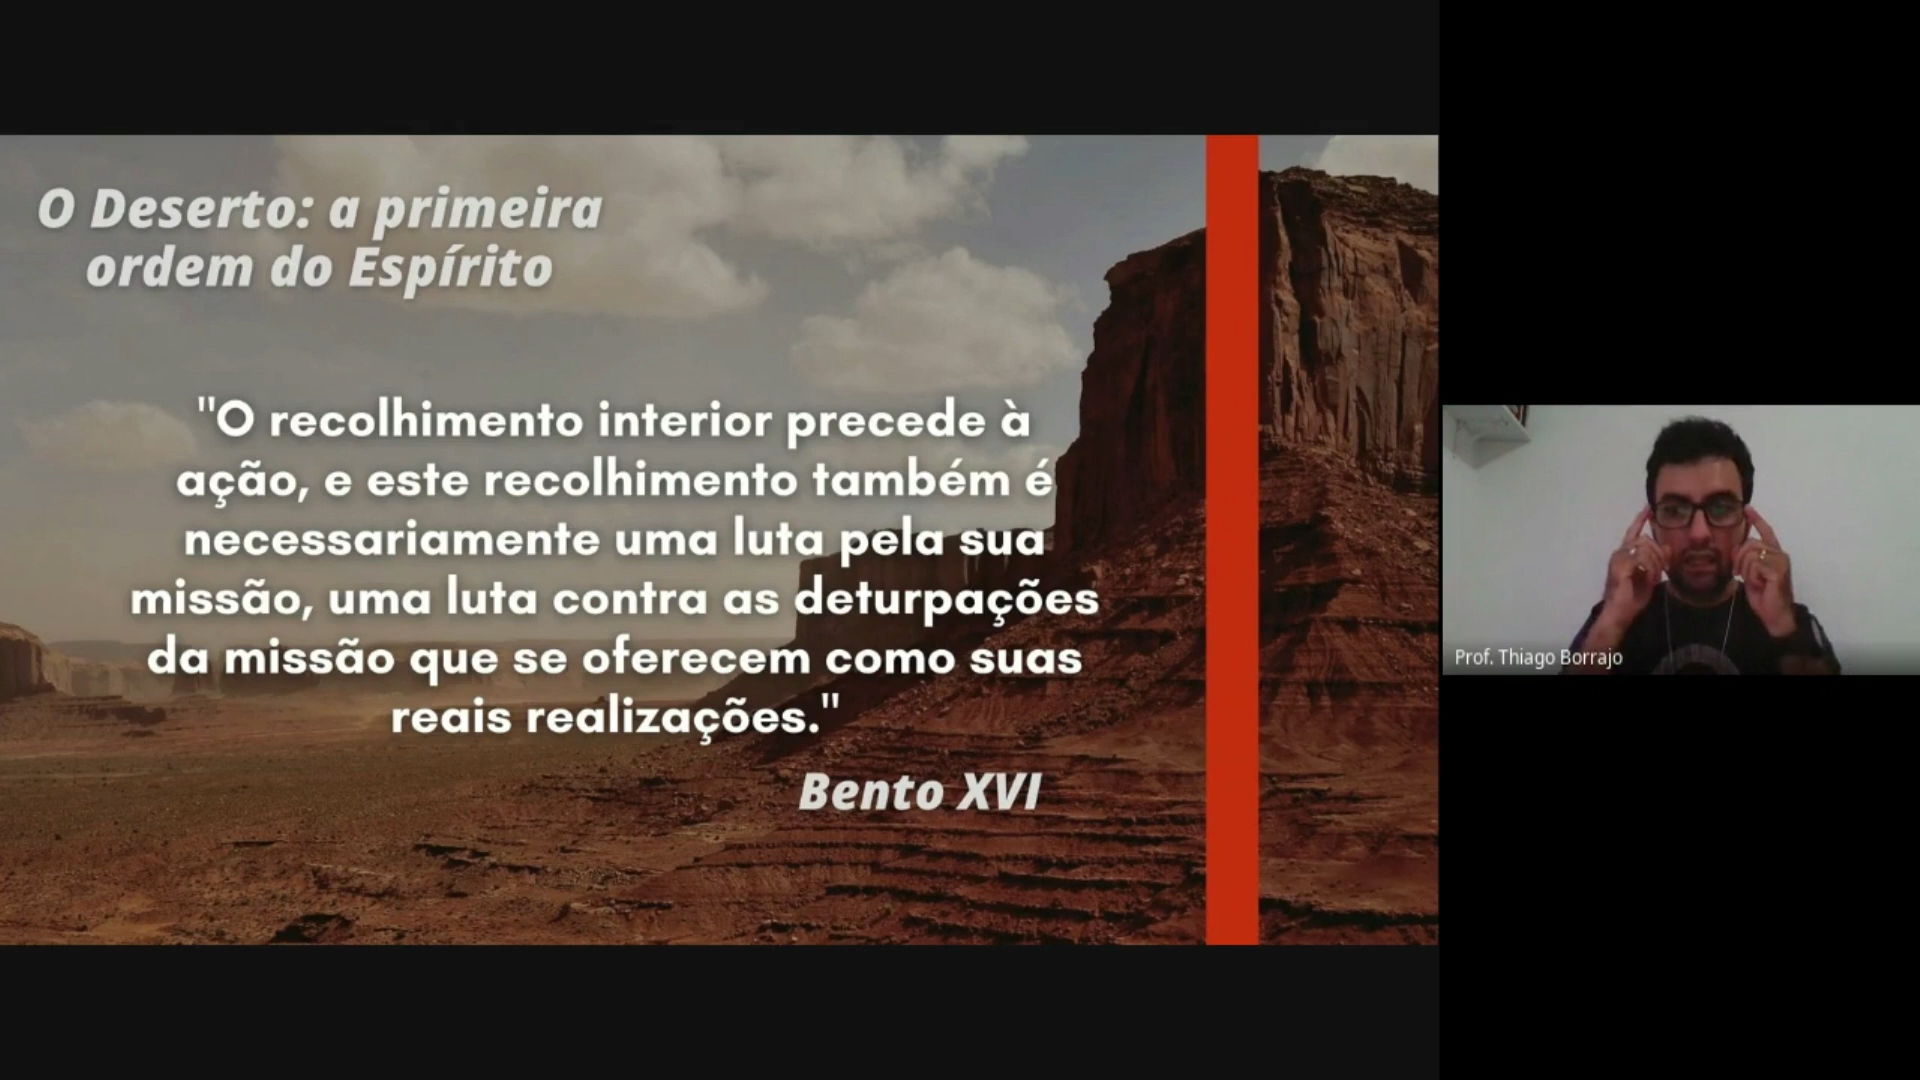 O Deserto: a primeira
ordem do Espírito
"O recolhimento interior precede à
ação, e este recolhimento também é
necessariamente uma luta pela sua
missão, uma luta contra as deturpações
da missão que se oferecem como suas
reais realizações."
Bento XVI
Prof. Thiago Borrajo